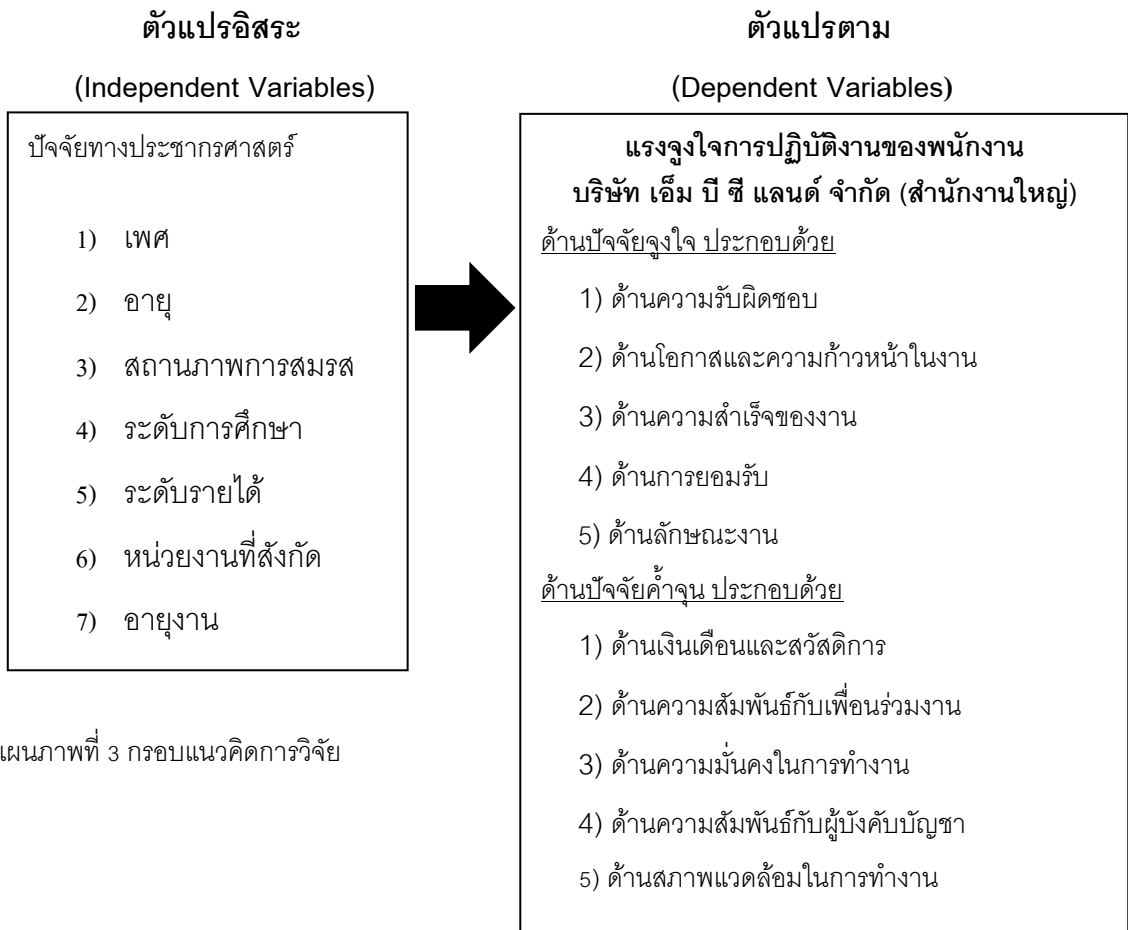 ตัวแปรอิสระ
(Independent Variables)
ปัจจัยทางประชากรศาสตร์
1) เพศ
2) อายุ
3) สถานภาพการสมรส
4) ระดับการศึกษา
5) ระดับรายได้
6) หน่วยงานที่สังกัด
7) อายุงาน
ตัวแปรตาม
(Dependent Variables)
แรงจูงใจการปฏิบัติงานของพนักงาน
บริษัท เอ็ม บี ซี แลนด์ จำกัด (สำนักงานใหญ่)
ด้านปัจจัยจูงใจ ประกอบด้วย
1) ด้านความรับผิดชอบ
2) ด้านโอกาสและความก้าวหน้าในงาน
3) ด้านความสำเร็จของงาน
4) ด้านการยอมรับ
5) ด้านลักษณะงาน
ด้านปัจจัยค้ำจุน ประกอบด้วย
1) ด้านเงินเดือนและสวัสดิการ
2) ด้านความสัมพันธ์กับเพื่อนร่วมงาน
3) ด้านความมั่นคงในการทำงาน
4) ด้านความสัมพันธ์กับผู้บังคับบัญชา
5) ด้านสภาพแวดล้อมในการทำงาน
แผนภาพที่ 3 กรอบแนวคิดการวิจัย